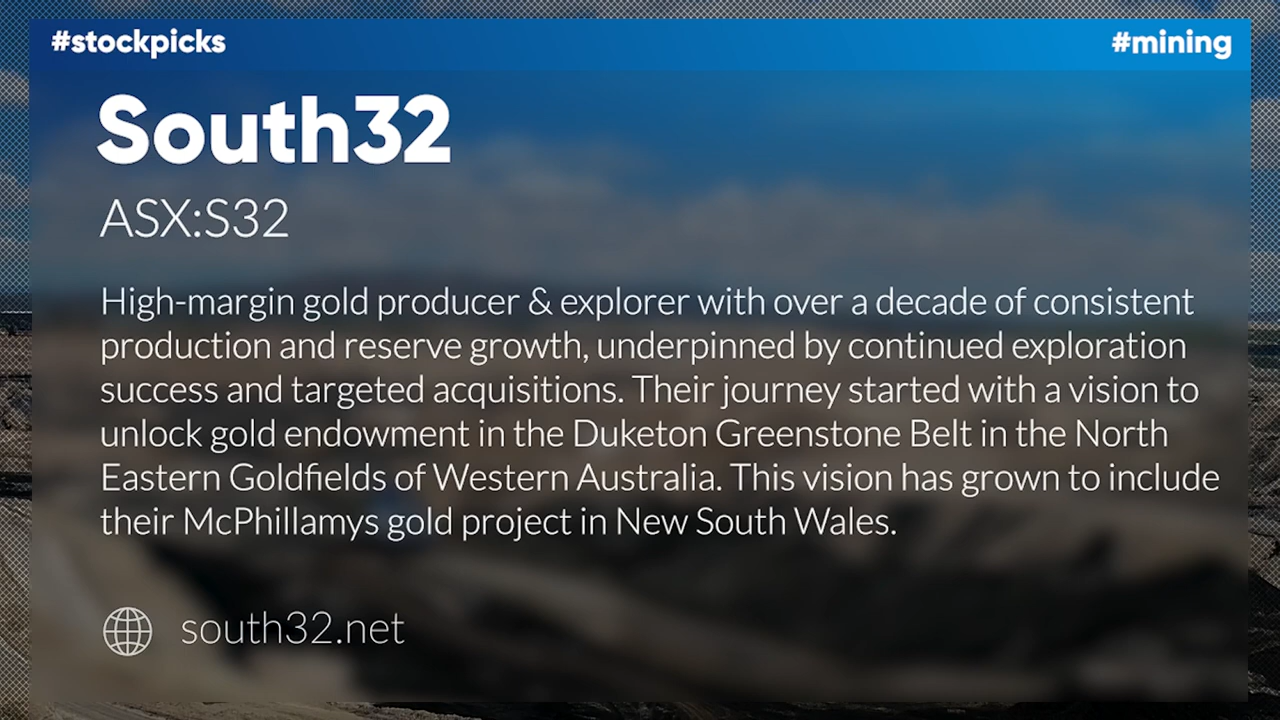 #stockpicks
#mining
South32
ASX:S32
High-margin gold producer & explorer with over a decade of consistent
production and reserve growth, underpinned by continued exploration
success and targeted acquisitions. Their journey started with a vision to
unlock gold endowment in the Duketon Greenstone Belt in the North
Eastern Goldfields of Western Australia. This vision has grown to include
their McPhillamys gold project in New South Wales.
south32.net